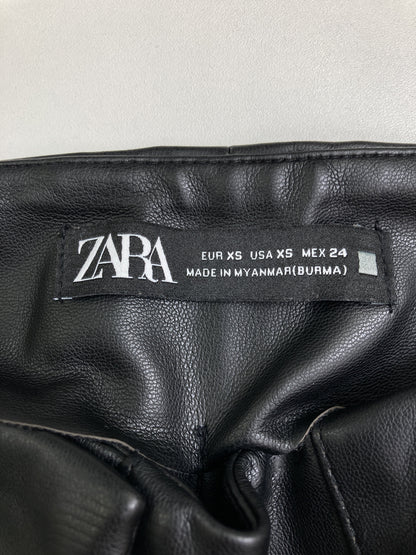 ZARA
EUR XS USA XS MEX 24
MADE IN MYANMAR(BURMA)